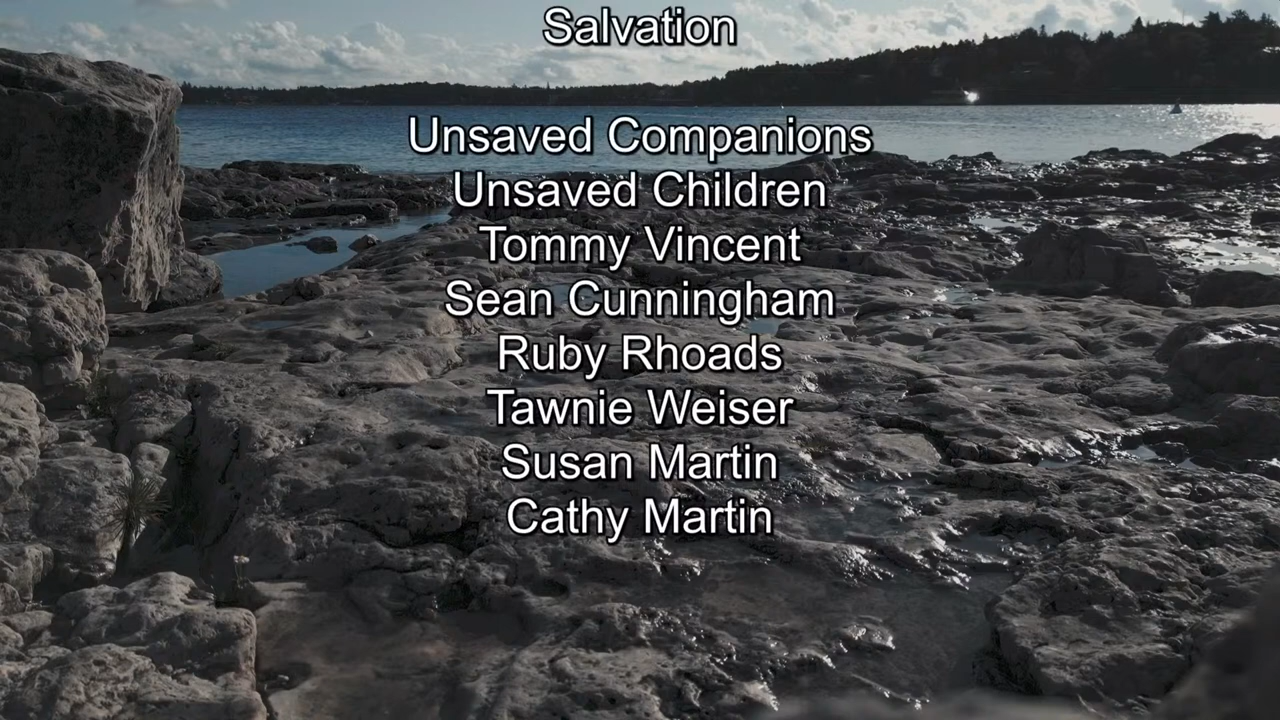 Salvation
Unsaved Companions
Unsaved Children
Tommy Vincent
Sean Cunningham
Ruby Rhoads
Tawnie Weiser
Susan Martin
Cathy Martin